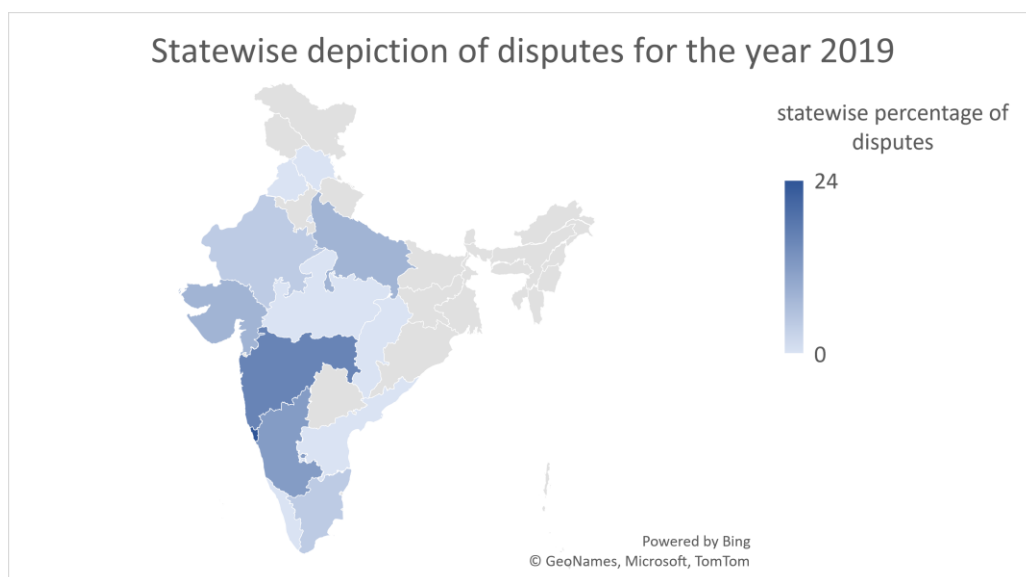 Statewise depiction of disputes for the year 2019
statewise percentage of
disputes
24
0
Powered by Bing
© GeoNames, Microsoft, TomTom